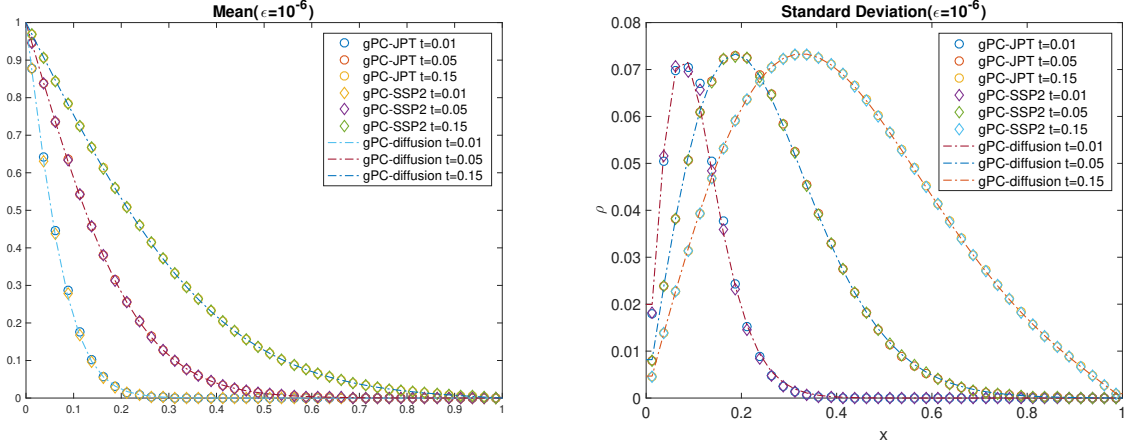 Mean(ϵ=10⁻⁶)
1
0.9
0.8
0.7
0.6
0.5
0.4
0.3
0.2
0.1
0
0
0.1
0.2
0.3
0.4
0.5
0.6
0.7
0.8
0.9
1
gPC-JPT t=0.01
gPC-JPT t=0.05
gPC-JPT t=0.15
gPC-SSP2 t=0.01
gPC-SSP2 t=0.05
gPC-SSP2 t=0.15
gPC-diffusion t=0.01
gPC-diffusion t=0.05
gPC-diffusion t=0.15
Standard Deviation(ϵ=10⁻⁶)
0.08
0.07
0.06
0.05
0.04
0.03
0.02
0.01
0
ρ
0
0.2
0.4
0.6
0.8
1
x
gPC-JPT t=0.01
gPC-JPT t=0.05
gPC-JPT t=0.15
gPC-SSP2 t=0.01
gPC-SSP2 t=0.05
gPC-SSP2 t=0.15
gPC-diffusion t=0.01
gPC-diffusion t=0.05
gPC-diffusion t=0.15